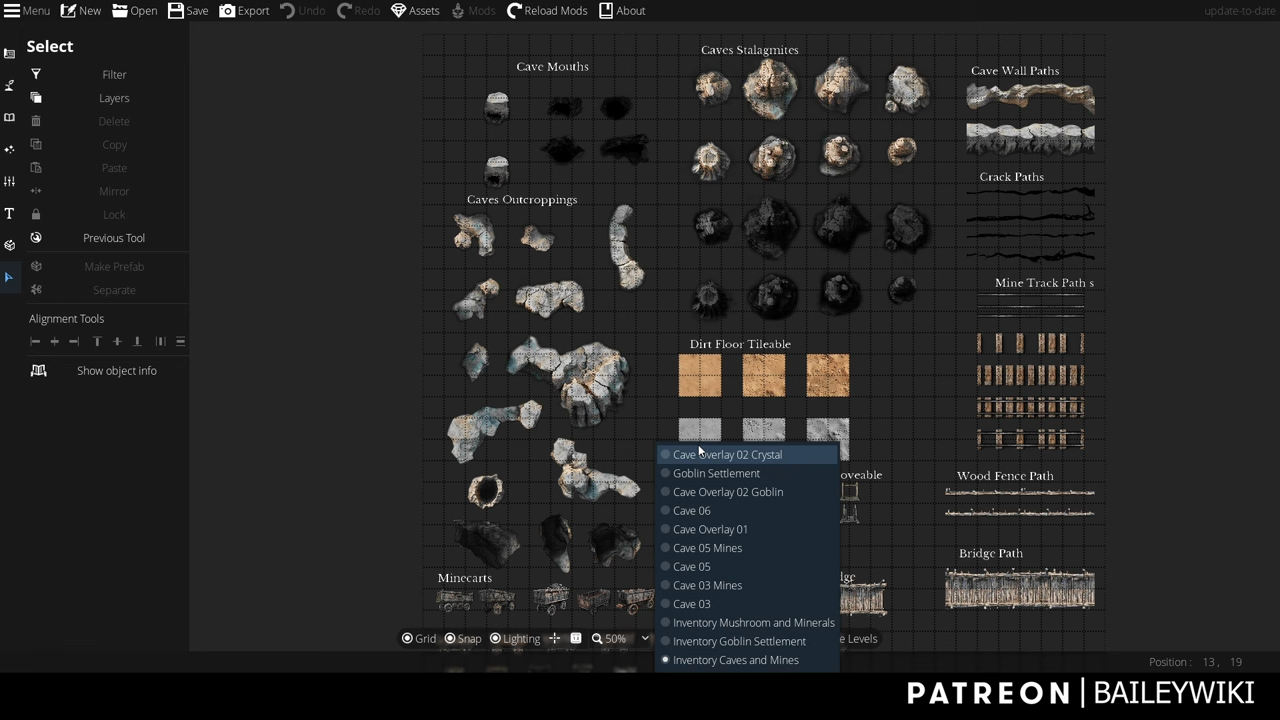 Menu New Open Save Export Undo Redo Assets Mods Reload Mods About update-to-date
Select
Filter
Layers
Delete
Copy
Paste
Mirror
Lock
Previous Tool
Make Prefab
Separate
Alignment Tools
Show object info
Cave Mouths
Caves Outcroppings
Minecarts
Caves Stalagmites
Dirt Floor Tileable
Cave Wall Paths
Crack Paths
Mine Track Path s
Wood Fence Path
Bridge Path
oveable
dge
Cave Overlay 02 Crystal
Goblin Settlement
Cave Overlay 02 Goblin
Cave 06
Cave Overlay 01
Cave 05 Mines
Cave 05
Cave 03 Mines
Cave 03
Inventory Mushroom and Minerals
Inventory Goblin Settlement
Inventory Caves and Mines
Grid Snap Lighting 50% e Levels
Position : 13 , 19
PATREON | BAILEYWIKI